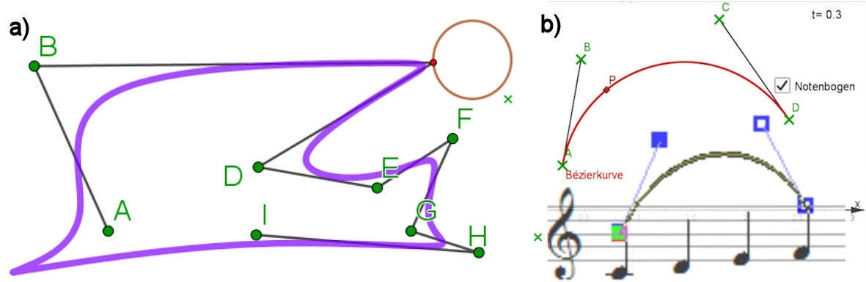 a)
B
A
D
E
F
G
H
I
b)
t= 0.3
C
B
P
Notenbogen
D
A
Bézierkurve
x